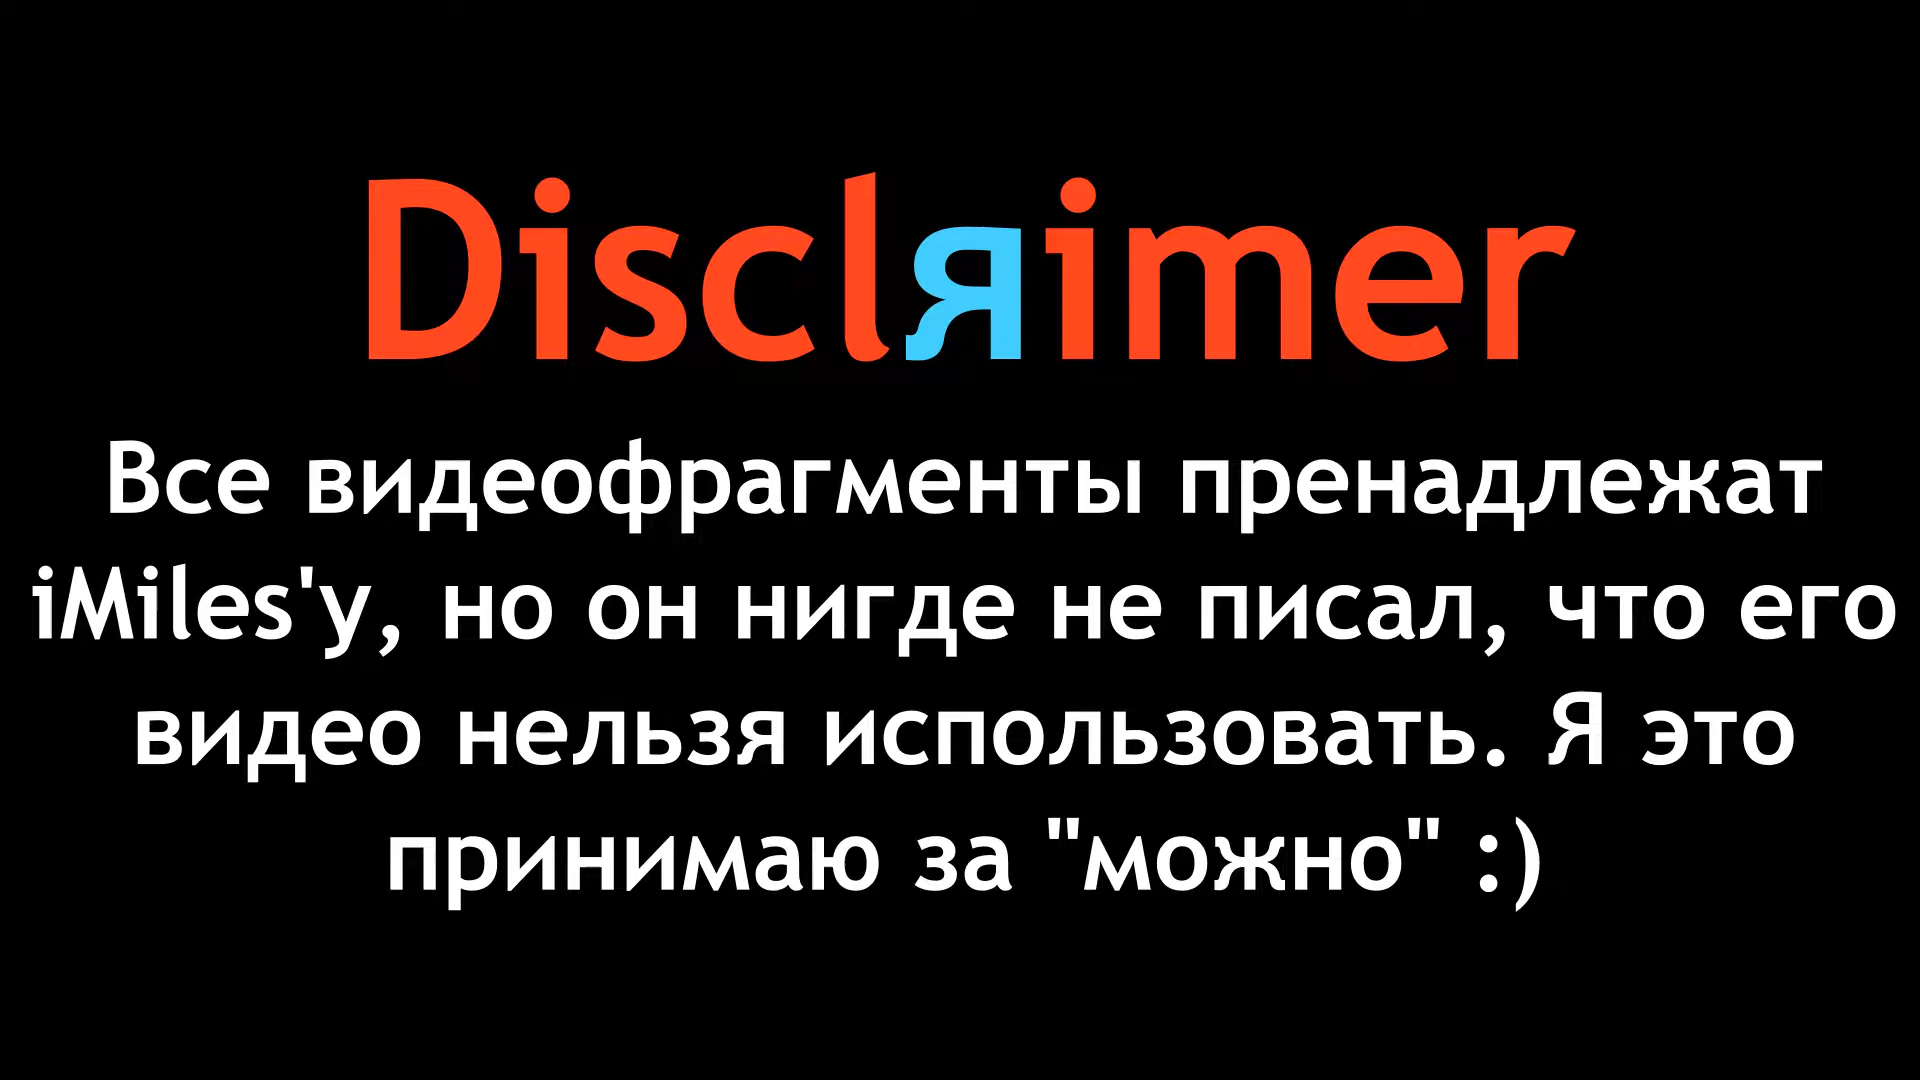 Disclяimer
Все видеофрагменты пренадлежат
iMiles'у, но он нигде не писал, что его
видео нельзя использовать. Я это
принимаю за "можно" :)